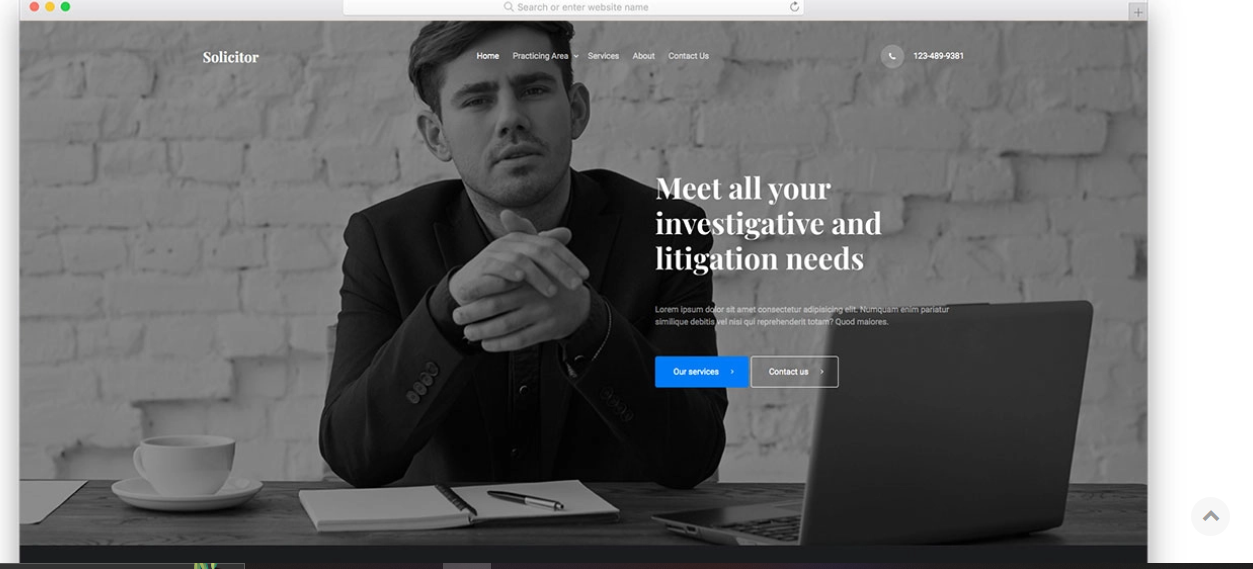 Search or enter website name
Solicitor
Home Practicing Area Services About Contact Us
123-489-9381
Meet all your
investigative and
litigation needs
Lorem ipsum dolor sit amet consectetur adipisicing elit. Numquam enim pariatur
similique debitis vel nisi qui reprehenderit totam? Quod maiores.
Our services
Contact us